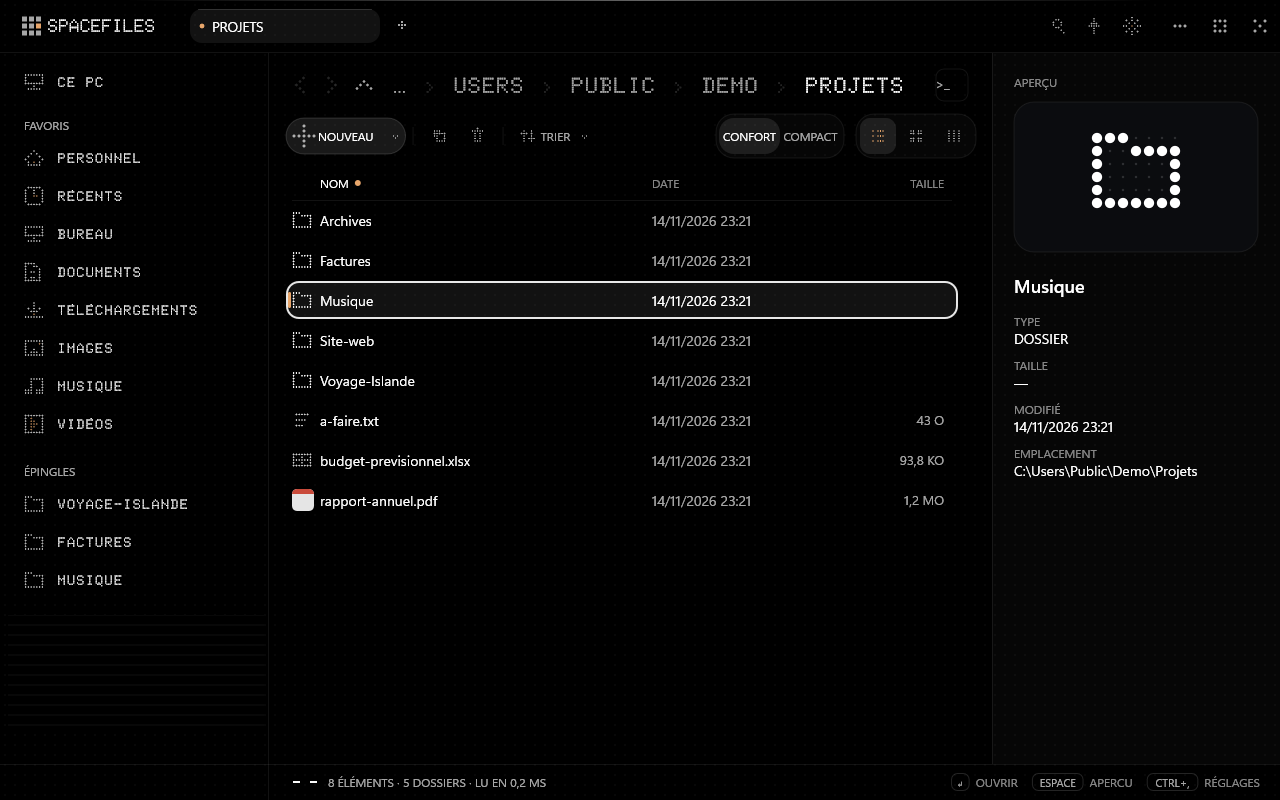 SPACEFILES
PROJETS
CE PC
FAVORIS
PERSONNEL
RÉCENTS
BUREAU
DOCUMENTS
TÉLÉCHARGEMENTS
IMAGES
MUSIQUE
VIDÉOS
ÉPINGLÉS
VOYAGE-ISLANDE
FACTURES
MUSIQUE
... USERS PUBLIC DEMO PROJETS >_
NOUVEAU TRIER CONFORT COMPACT
NOM DATE TAILLE
Archives 14/11/2026 23:21
Factures 14/11/2026 23:21
Musique 14/11/2026 23:21
Site-web 14/11/2026 23:21
Voyage-Islande 14/11/2026 23:21
a-faire.txt 14/11/2026 23:21 43 O
budget-previsionnel.xlsx 14/11/2026 23:21 93,8 KO
rapport-annuel.pdf 14/11/2026 23:21 1,2 MO
APERÇU
Musique
TYPE
DOSSIER
TAILLE
—
MODIFIÉ
14/11/2026 23:21
EMPLACEMENT
C:\Users\Public\Demo\Projets
8 ÉLÉMENTS · 5 DOSSIERS · LU EN 0,2 MS
↲ OUVRIR ESPACE APERÇU CTRL+, RÉGLAGES